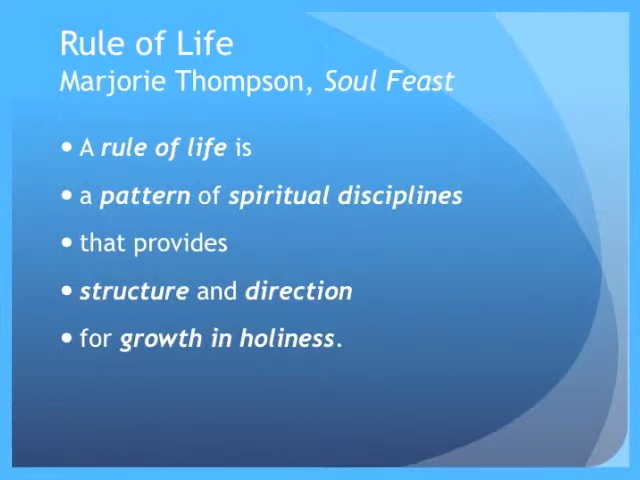 Rule of Life
Marjorie Thompson, Soul Feast
• A rule of life is
• a pattern of spiritual disciplines
• that provides
• structure and direction
• for growth in holiness.